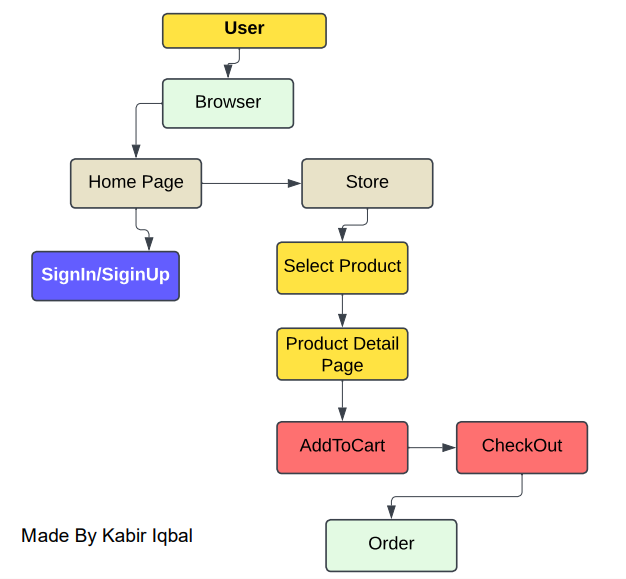 User
Browser
Home Page
Store
SignIn/SiginUp
Select Product
Product Detail
Page
AddToCart
CheckOut
Made By Kabir Iqbal
Order